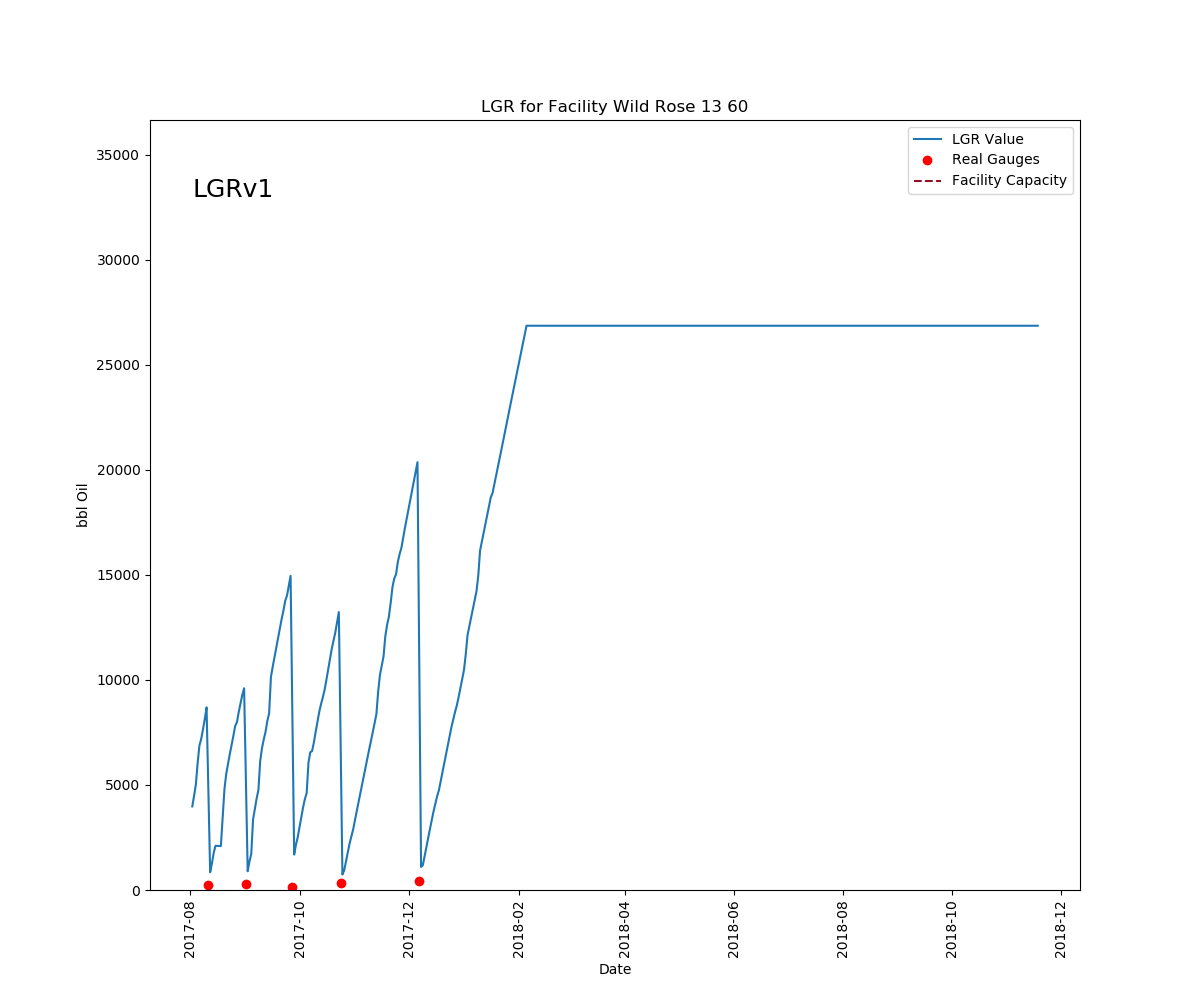 LGR for Facility Wild Rose 13 60
LGR Value
Real Gauges
Facility Capacity
LGRv1
35000
30000
25000
20000
15000
10000
5000
0
bbl Oil
2017-08
2017-10
2017-12
2018-02
2018-04
2018-06
2018-08
2018-10
2018-12
Date